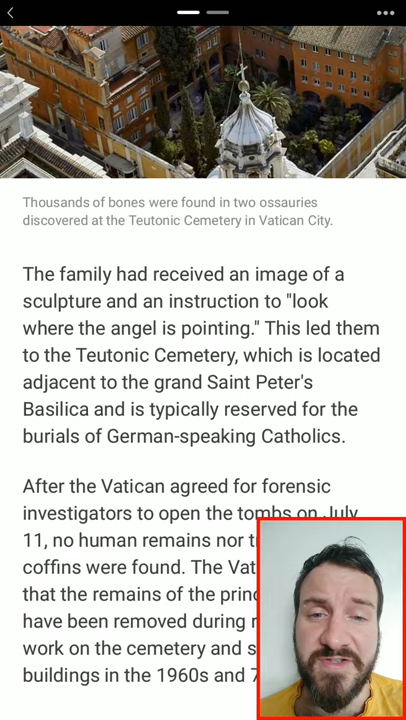 Thousands of bones were found in two ossauries
discovered at the Teutonic Cemetery in Vatican City.
The family had received an image of a
sculpture and an instruction to "look
where the angel is pointing." This led them
to the Teutonic Cemetery, which is located
adjacent to the grand Saint Peter's
Basilica and is typically reserved for the
burials of German-speaking Catholics.
After the Vatican agreed for forensic
investigators to open the tombs on July
11, no human remains nor
coffins were found. The
that the remains of the
have been removed during
work on the cemetery and
buildings in the 1960s and